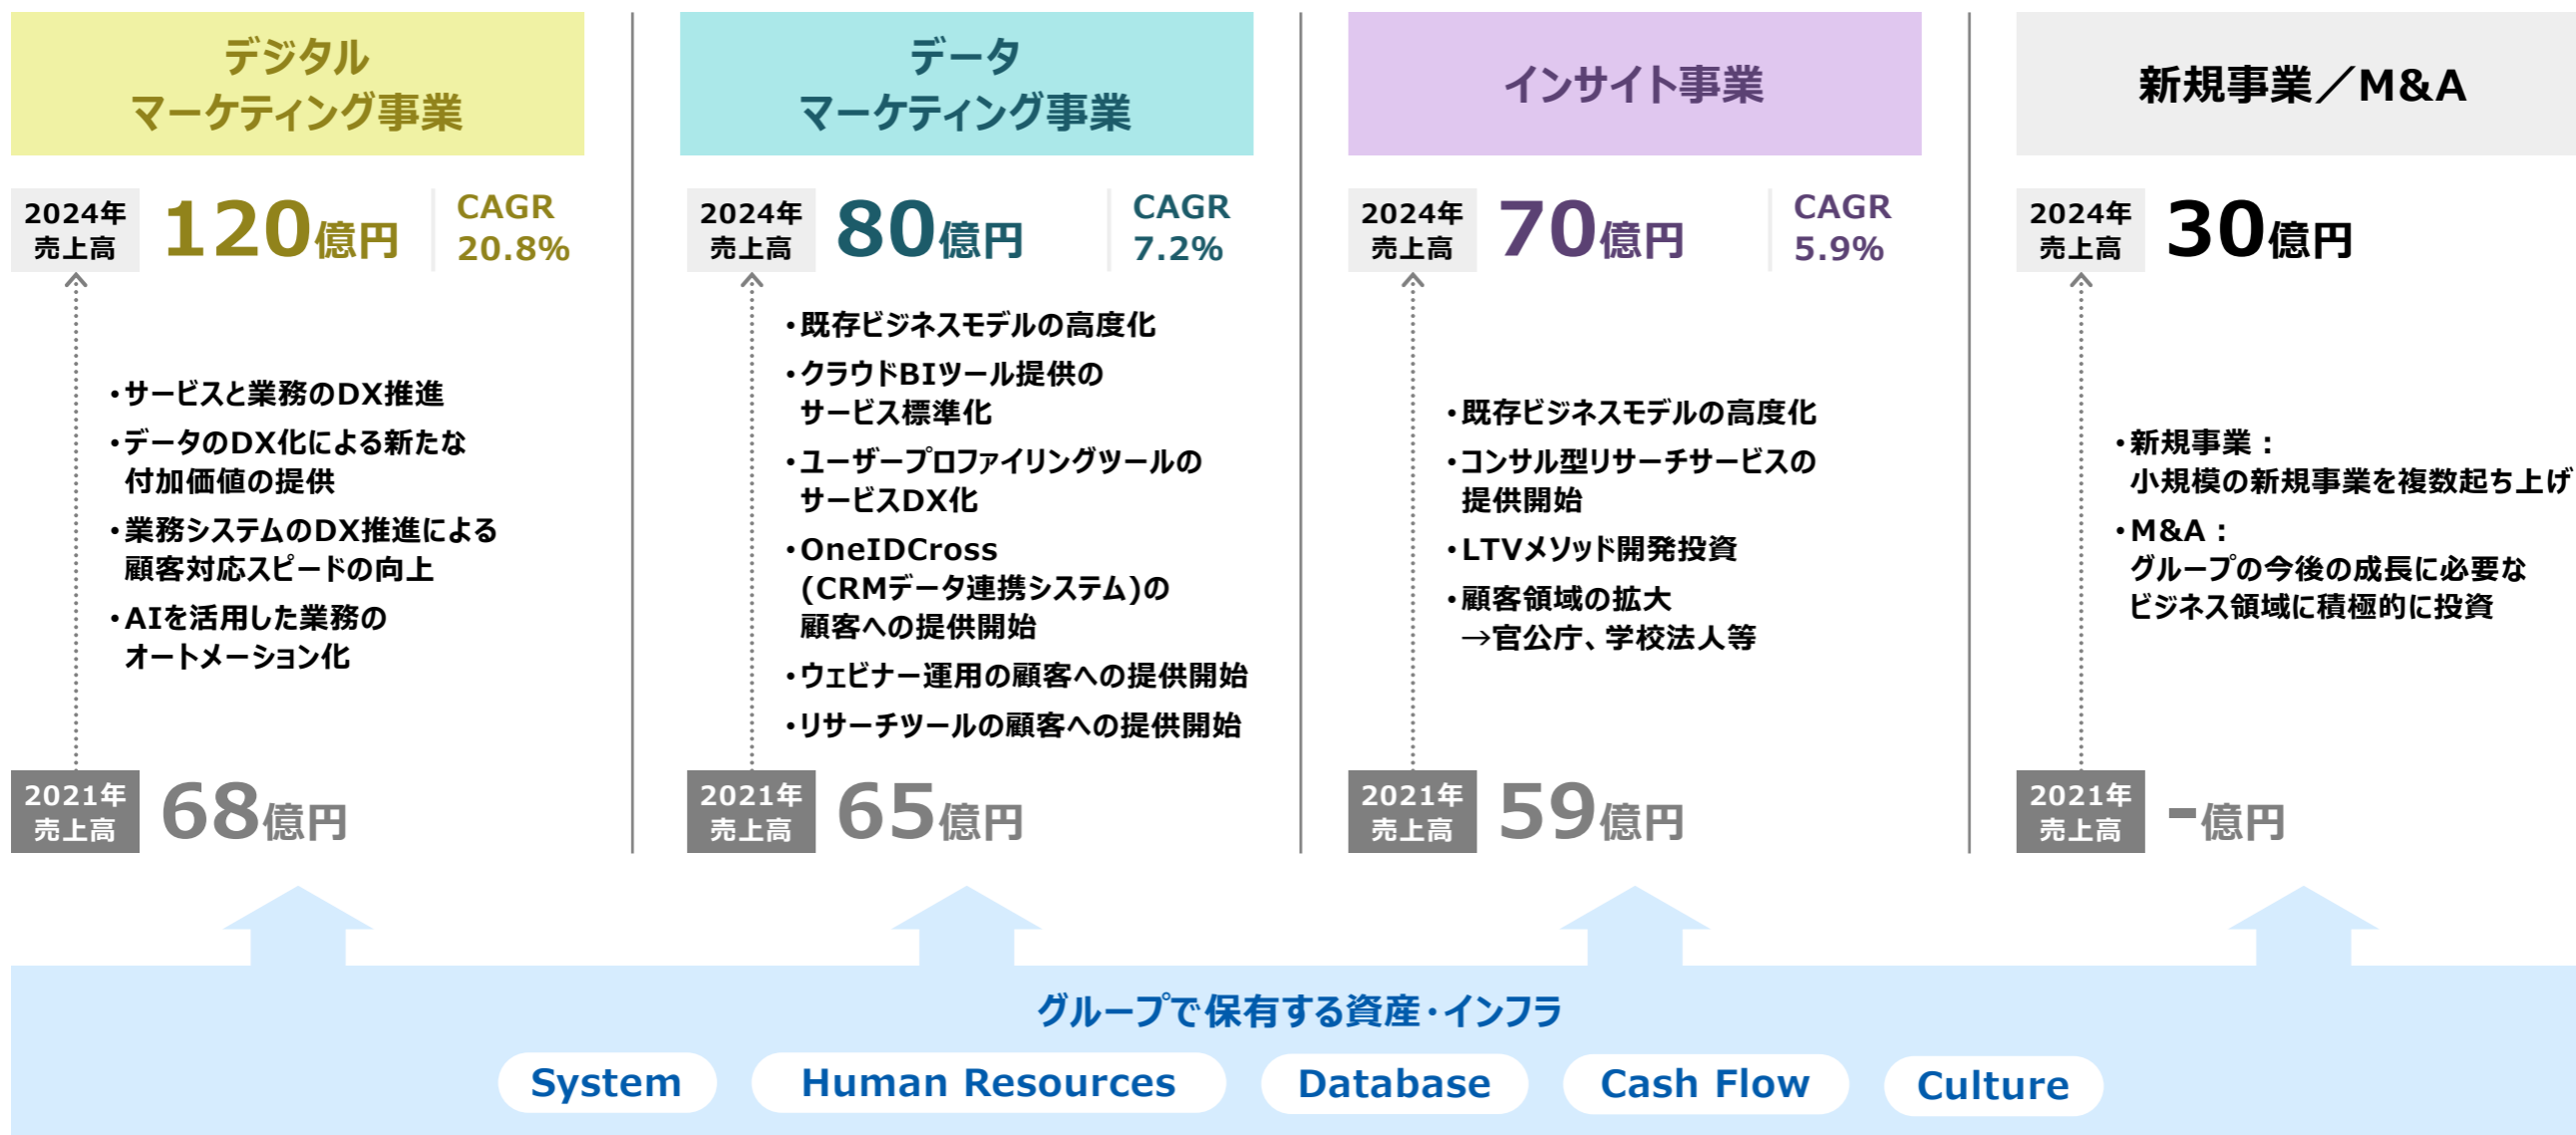 デジタル
マーケティング事業
2024年
売上高
120億円
CAGR
20.8%
・サービスと業務のDX推進
・データのDX化による新たな
付加価値の提供
・業務システムのDX推進による
顧客対応スピードの向上
・AIを活用した業務の
オートメーション化
2021年
売上高
68億円
データ
マーケティング事業
2024年
売上高
80億円
CAGR
7.2%
・既存ビジネスモデルの高度化
・クラウドBIツール提供の
サービス標準化
・ユーザープロファイリングツールの
サービスDX化
・OneIDCross
(CRMデータ連携システム)の
顧客への提供開始
・ウェビナー運用の顧客への提供開始
・リサーチツールの顧客への提供開始
2021年
売上高
65億円
インサイト事業
2024年
売上高
70億円
CAGR
5.9%
・既存ビジネスモデルの高度化
・コンサル型リサーチサービスの
提供開始
・LTVメソッド開発投資
・顧客領域の拡大
→官公庁、学校法人等
2021年
売上高
59億円
新規事業／M&A
2024年
売上高
30億円
・新規事業：
小規模の新規事業を複数起ち上げ
・M&A：
グループの今後の成長に必要な
ビジネス領域に積極的に投資
2021年
売上高
-億円
グループで保有する資産・インフラ
System
Human Resources
Database
Cash Flow
Culture